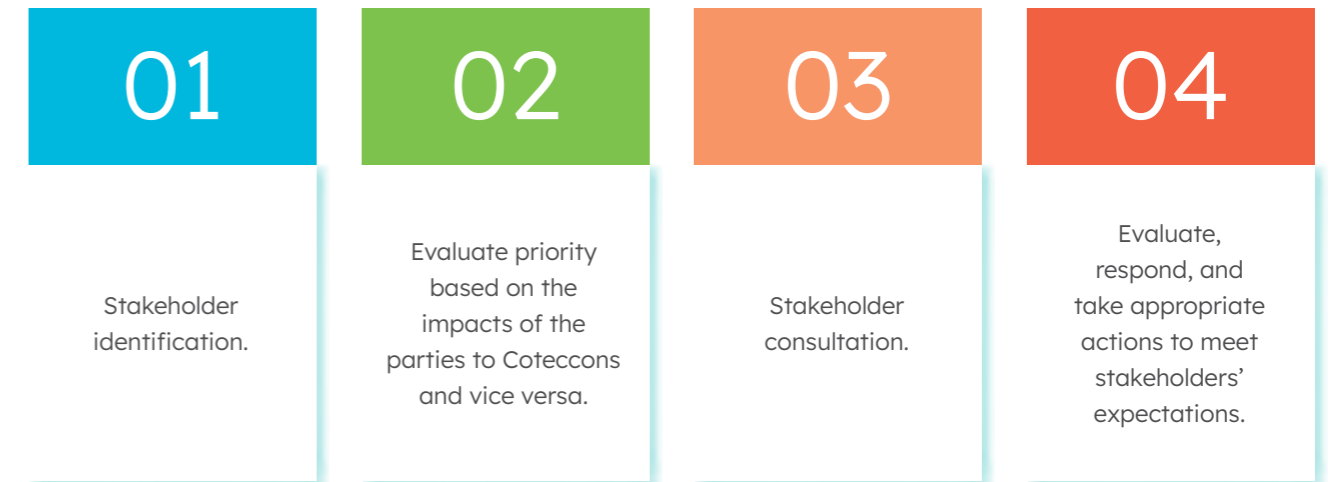 01
Stakeholder
identification.
02
Evaluate priority
based on the
impacts of the
parties to Coteccons
and vice versa.
03
Stakeholder
consultation.
04
Evaluate,
respond, and
take appropriate
actions to meet
stakeholders’
expectations.